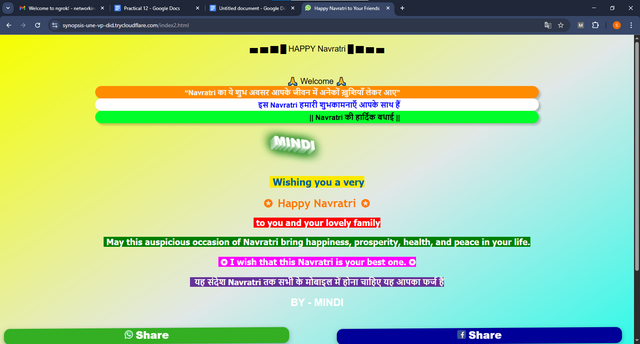 Welcome to ngrok! - networkin
Practical 12 - Google Docs
Untitled document - Google D
Happy Navratri to Your Friends
synopsis-une-vp-did.trycloudflare.com/index2.html
HAPPY Navratri
🙏 Welcome 🙏
"Navratri का ये शुभ अवसर आपके जीवन में अनेकों खुशियाँ लेकर आए"
इस Navratri हमारी शुभकामनाएँ आपके साथ हैं
|| Navratri की हार्दिक बधाई ||
MINDI
Wishing you a very
✪ Happy Navratri ✪
to you and your lovely family
May this auspicious occasion of Navratri bring happiness, prosperity, health, and peace in your life.
✪ I wish that this Navratri is your best one. ✪
यह संदेश Navratri तक सभी के मोबाइल में होना चाहिए यह आपका फर्ज है
BY - MINDI
Share
Share